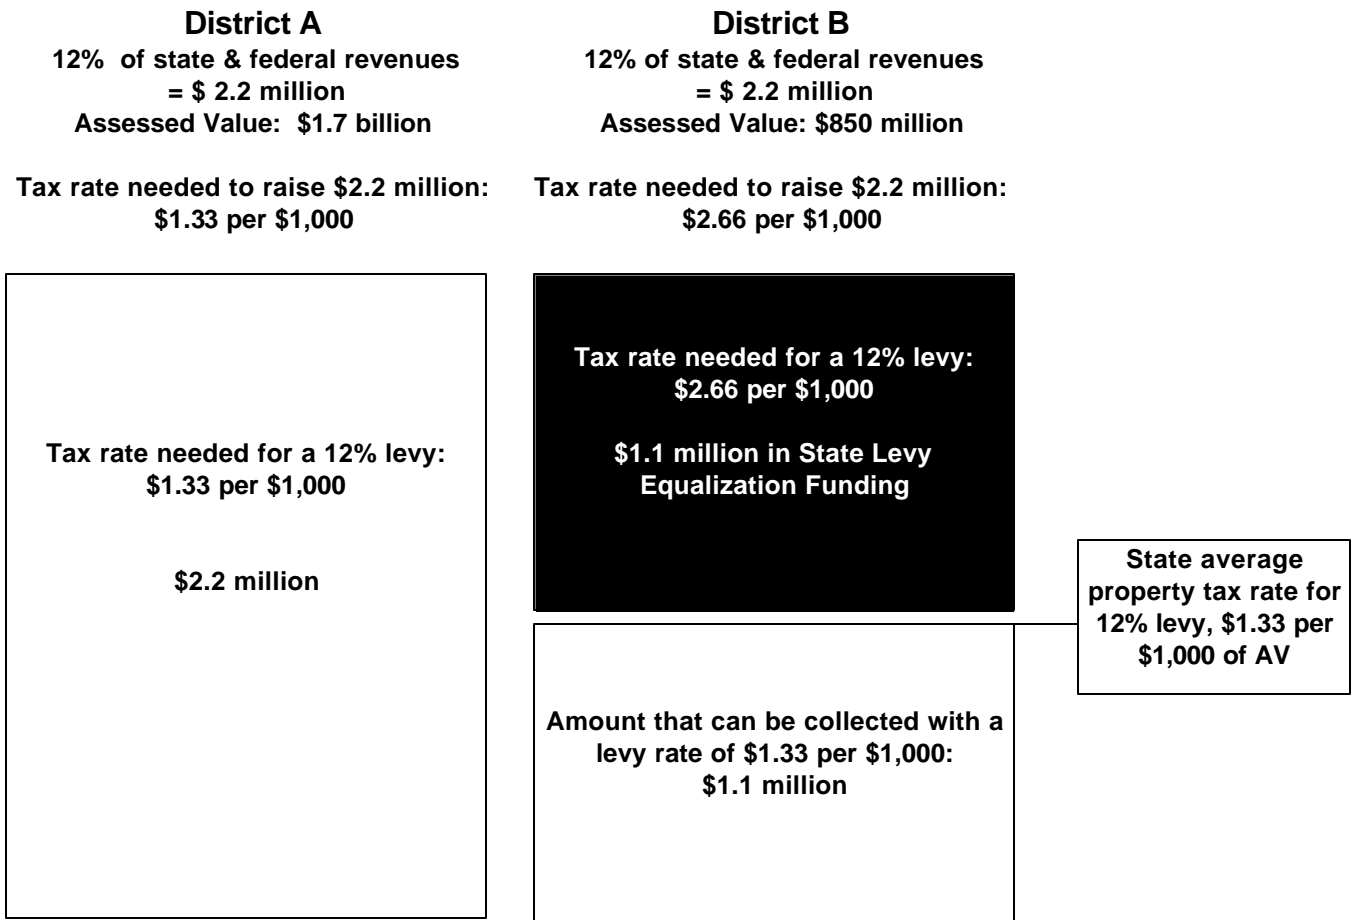 District A
12% of state & federal revenues
= $ 2.2 million
Assessed Value: $1.7 billion
Tax rate needed to raise $2.2 million:
$1.33 per $1,000
District B
12% of state & federal revenues
= $ 2.2 million
Assessed Value: $850 million
Tax rate needed to raise $2.2 million:
$2.66 per $1,000
Tax rate needed for a 12% levy:
$1.33 per $1,000
$2.2 million
Tax rate needed for a 12% levy:
$2.66 per $1,000
$1.1 million in State Levy
Equalization Funding
State average
property tax rate for
12% levy, $1.33 per
$1,000 of AV
Amount that can be collected with a
levy rate of $1.33 per $1,000:
$1.1 million